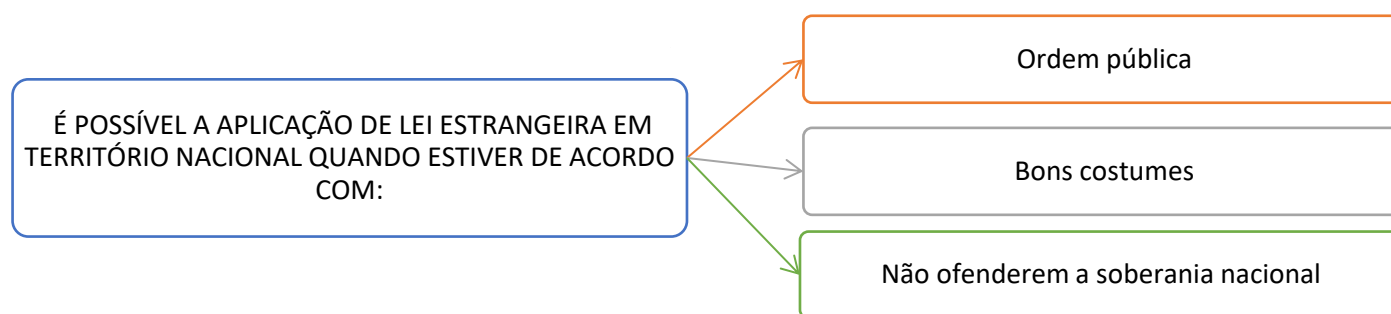 É POSSÍVEL A APLICAÇÃO DE LEI ESTRANGEIRA EM
TERRITÓRIO NACIONAL QUANDO ESTIVER DE ACORDO
COM:
Ordem pública
Bons costumes
Não ofenderem a soberania nacional